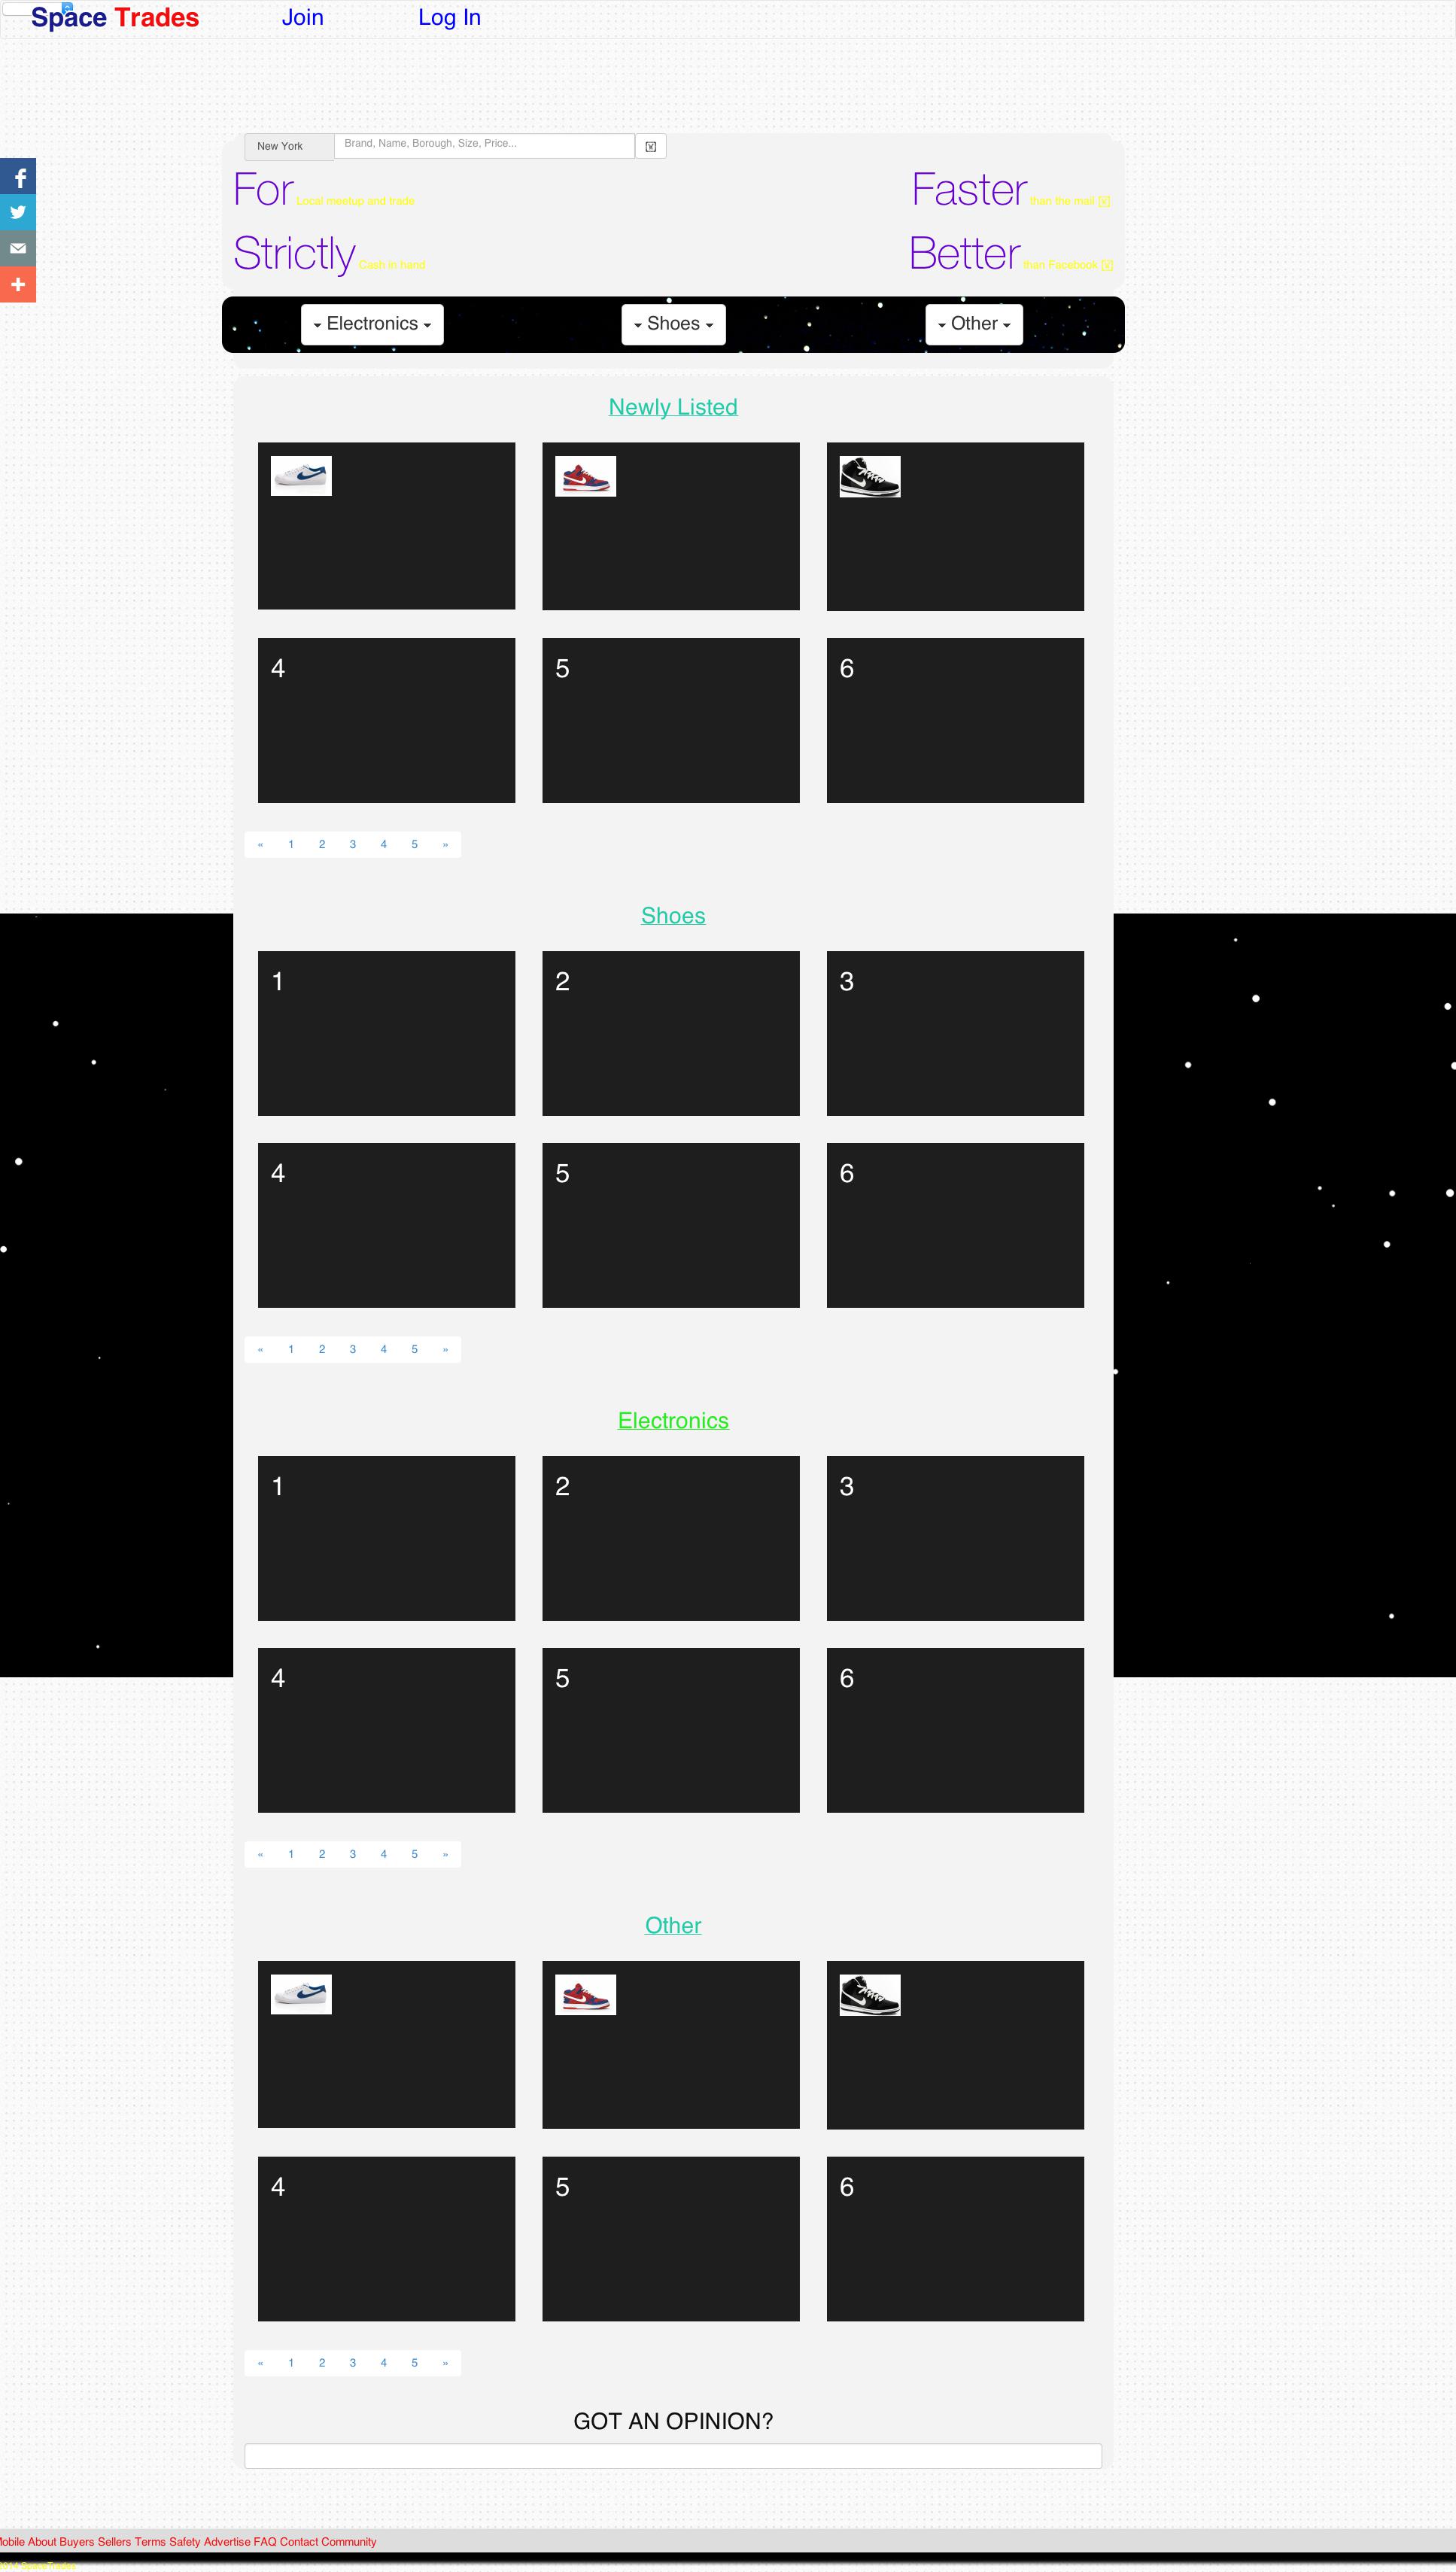 Space Trades Join Log In
New York Brand, Name, Borough, Size, Price...
For Local meetup and trade Faster than the mail
Strictly Cash in hand Better than Facebook
Electronics Shoes Other
Newly Listed
4 5 6
« 1 2 3 4 5 »
Shoes
1 2 3
4 5 6
« 1 2 3 4 5 »
Electronics
1 2 3
4 5 6
« 1 2 3 4 5 »
Other
4 5 6
« 1 2 3 4 5 »
GOT AN OPINION?
About Buyers Sellers Terms Safety Advertise FAQ Contact Community
SpaceTrades